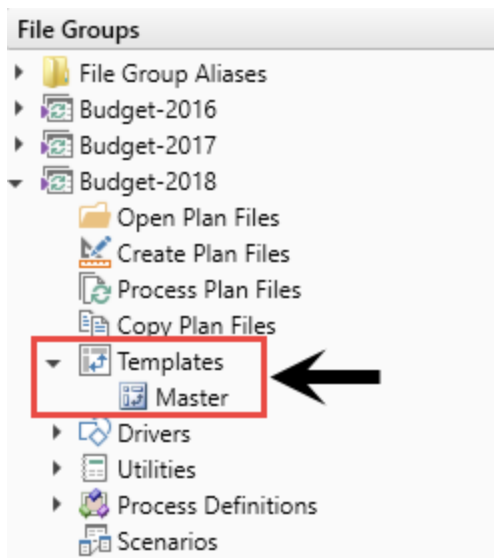 File Groups
File Group Aliases
Budget-2016
Budget-2017
Budget-2018
Open Plan Files
Create Plan Files
Process Plan Files
Copy Plan Files
Templates
Master
Drivers
Utilities
Process Definitions
Scenarios